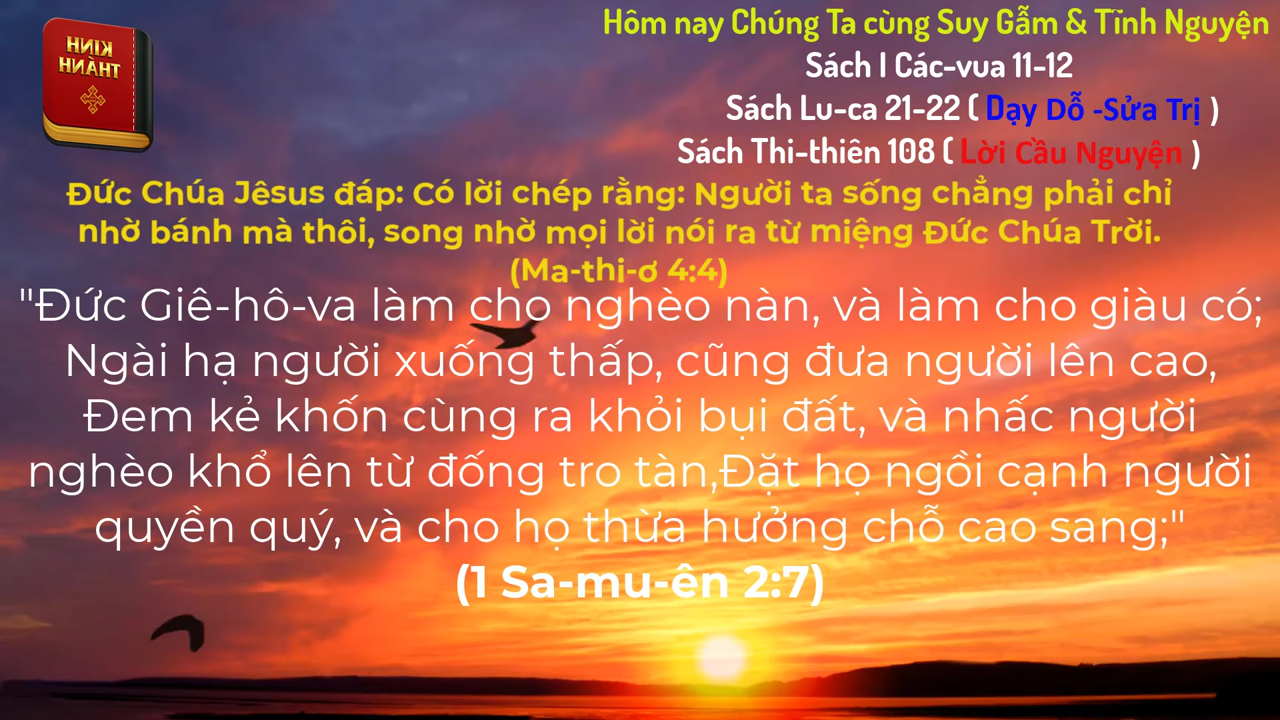 KINH
THÀNH
Hôm nay Chúng Ta cùng Suy Gẫm & Tĩnh Nguyện
Sách I Các-vua 11-12
Sách Lu-ca 21-22 ( Dạy Dỗ -Sửa Trị )
Sách Thi-thiên 108 ( Lời Cầu Nguyện )
Đức Chúa Jêsus đáp: Có lời chép rằng: Người ta sống chẳng phải chỉ
nhờ bánh mà thôi, song nhờ mọi lời nói ra từ miệng Đức Chúa Trời.
(Ma-thi-ơ 4:4)
"Đức Giê-hô-va làm cho nghèo nàn, và làm cho giàu có;
Ngài hạ người xuống thấp, cũng đưa người lên cao,
Đem kẻ khốn cùng ra khỏi bụi đất, và nhấc người
nghèo khổ lên từ đống tro tàn,Đặt họ ngồi cạnh người
quyền quý, và cho họ thừa hưởng chỗ cao sang;"
(1 Sa-mu-ên 2:7)